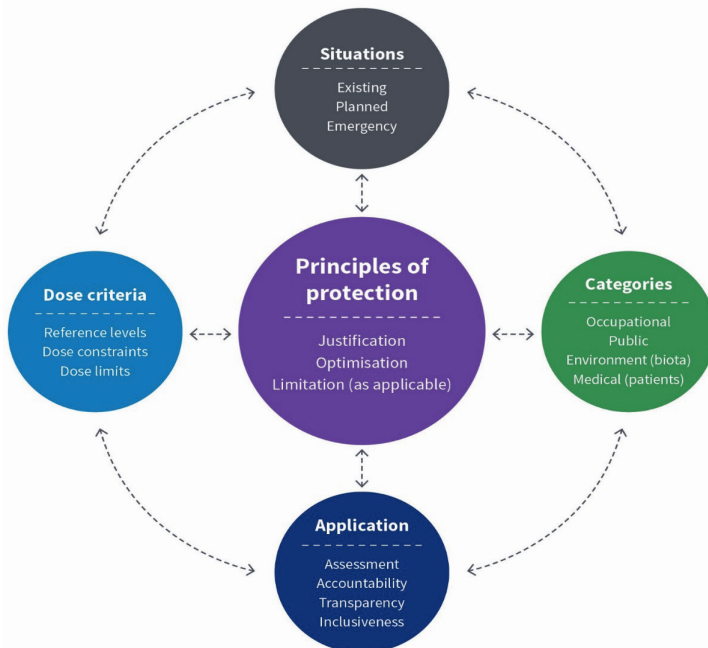 Situations
Existing
Planned
Emergency
Dose criteria
Reference levels
Dose constraints
Dose limits
Principles of
protection
Justification
Optimisation
Limitation (as applicable)
Categories
Occupational
Public
Environment (biota)
Medical (patients)
Application
Assessment
Accountability
Transparency
Inclusiveness